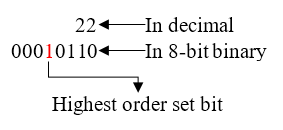 22 In decimal
00010110 In 8-bit binary
Highest order set bit